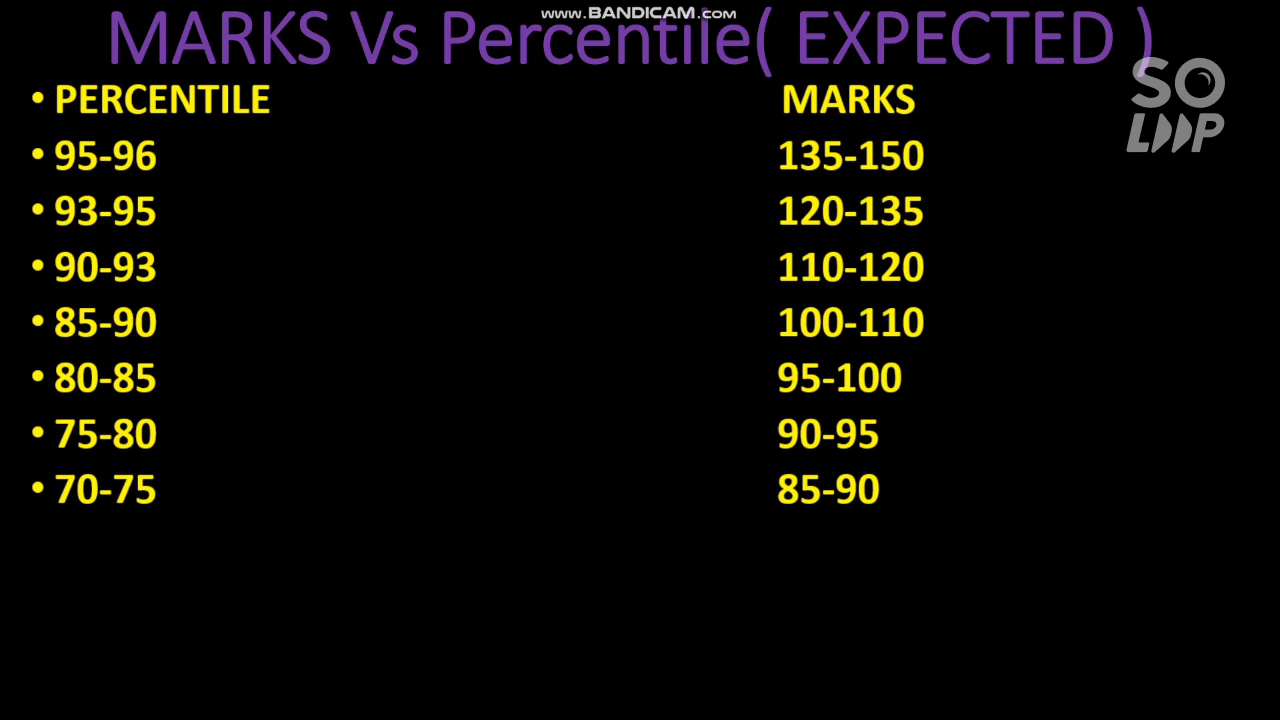 www.BANDICAM.com
MARKS Vs Percentile( EXPECTED )
SO
LOOP
• PERCENTILE MARKS
• 95-96 135-150
• 93-95 120-135
• 90-93 110-120
• 85-90 100-110
• 80-85 95-100
• 75-80 90-95
• 70-75 85-90